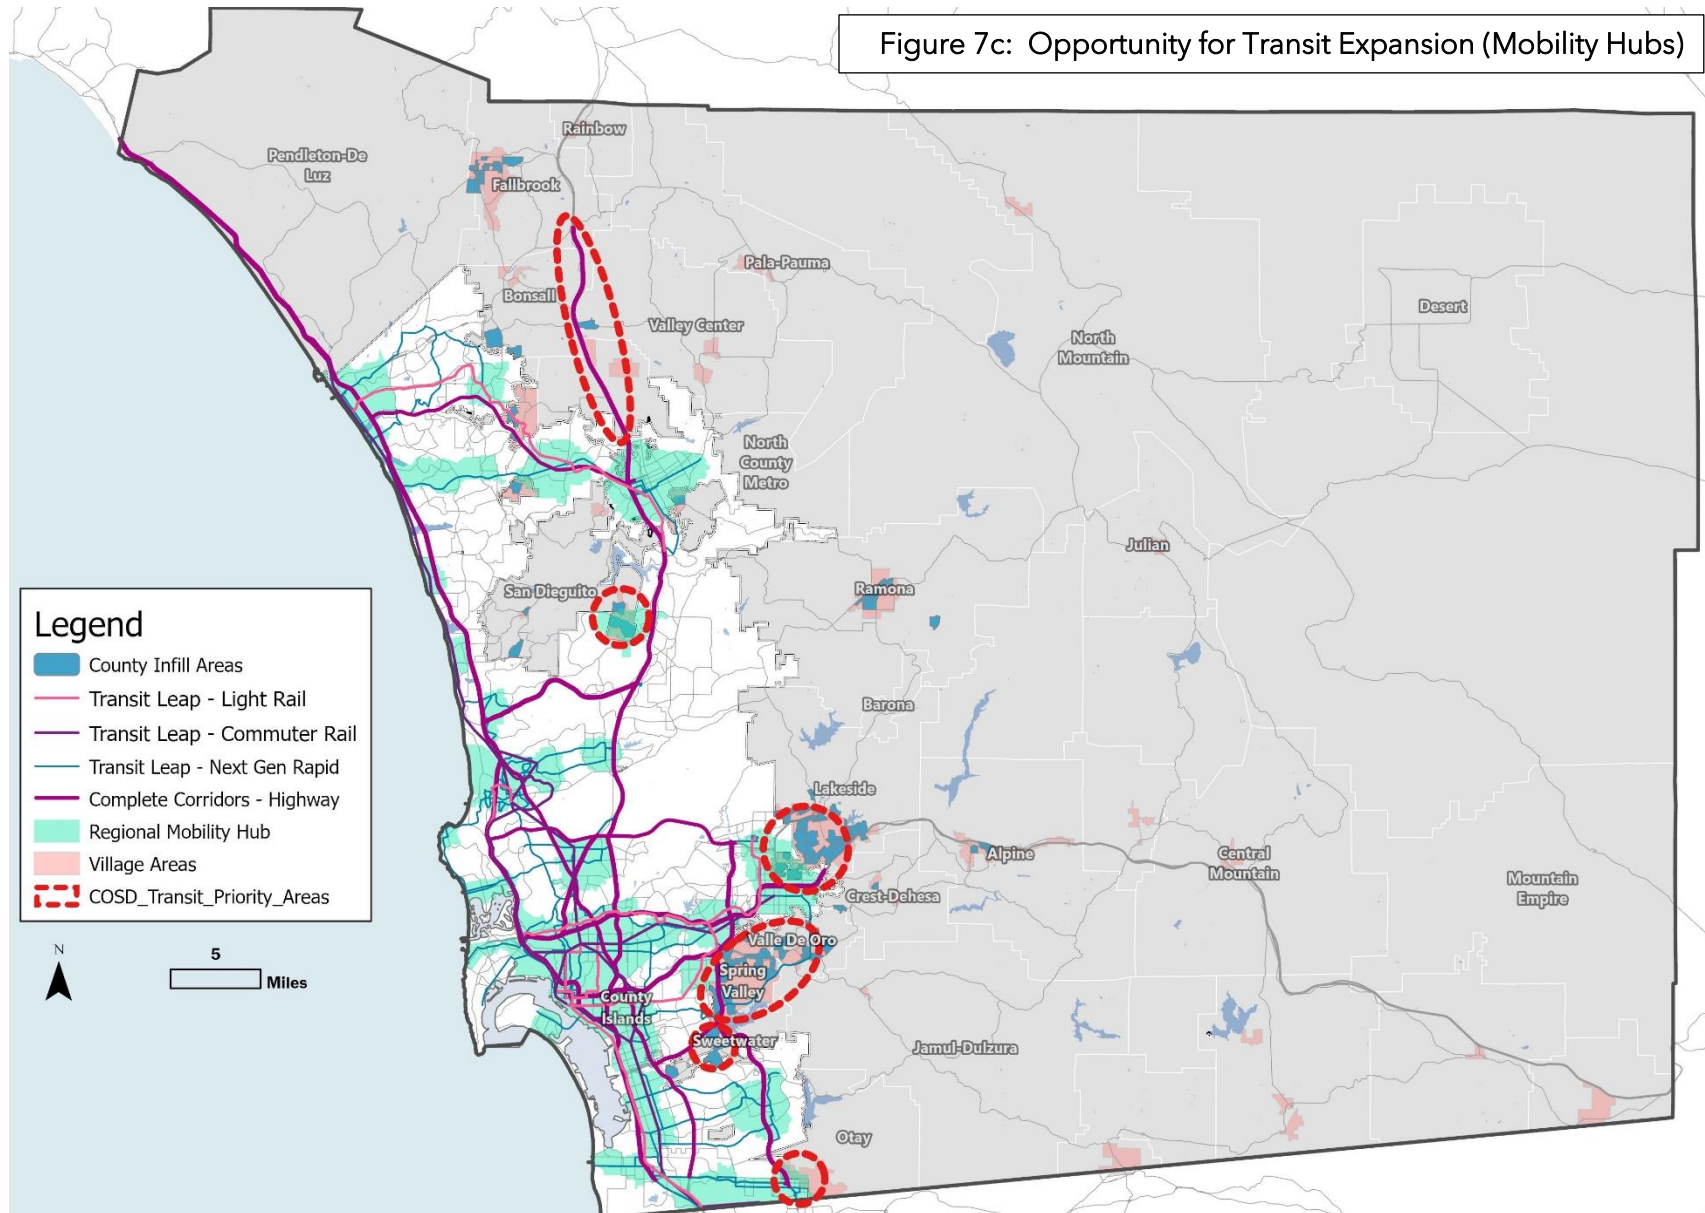 Figure 7c: Opportunity for Transit Expansion (Mobility Hubs)
Rainbow
Pendleton-De
Luz
Fallbrook
Pala-Pauma
Bonsall
Valley Center
Desert
North
Mountain
North
County
Metro
Julian
San Dieguito
Ramona
Barona
Lakeside
Alpine
Central
Mountain
Mountain
Empire
Crest-Dehesa
Valle De Oro
Spring
Valley
County
Islands
Sweetwater
Jamul-Dulzura
Otay
Legend
County Infill Areas
Transit Leap - Light Rail
Transit Leap - Commuter Rail
Transit Leap - Next Gen Rapid
Complete Corridors - Highway
Regional Mobility Hub
Village Areas
COSD_Transit_Priority_Areas
N
5
Miles